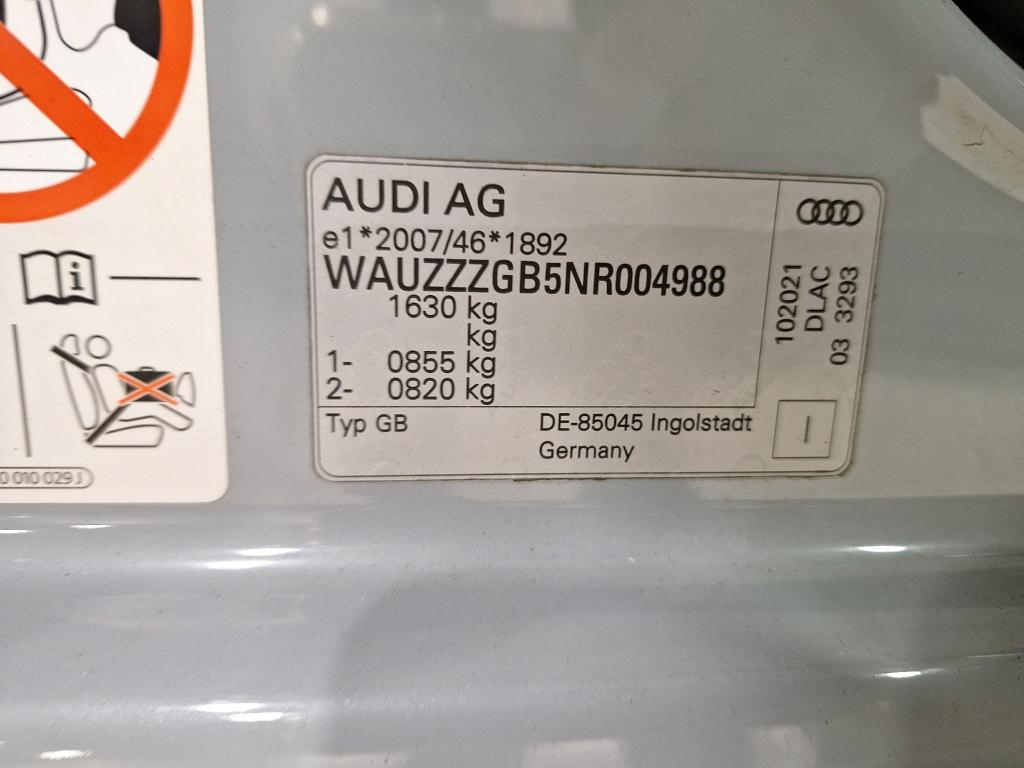 AUDI AG
e1*2007/46*1892
WAUZZZGB5NR004988
1630 kg
kg
1- 0855 kg
2- 0820 kg
Typ GB
DE-85045 Ingolstadt
Germany
102021
DLAC
03 3293
0 010 029 J